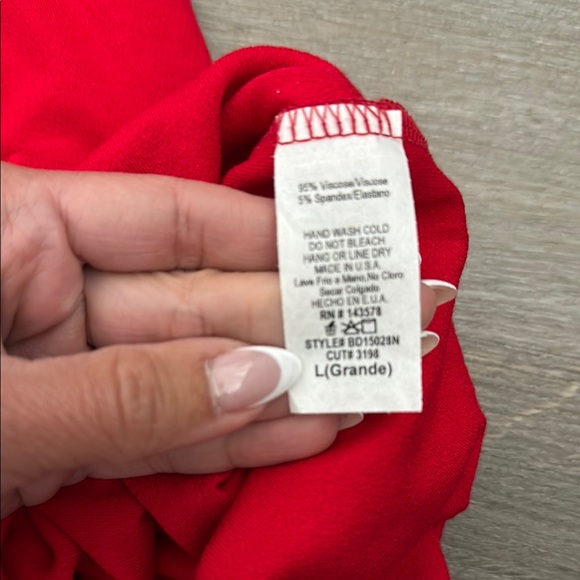 95% Viscose/Viscose
5% Spandex/Elastano
HAND WASH COLD
DO NOT BLEACH
HANG OR LINE DRY
MADE IN U.S.A.
Lave Frio a Mano, No Cloro
Secar Colgado
HECHO EN E.U.A.
RN # 143578
STYLE# BD15028N
CUT# 3198
L(Grande)